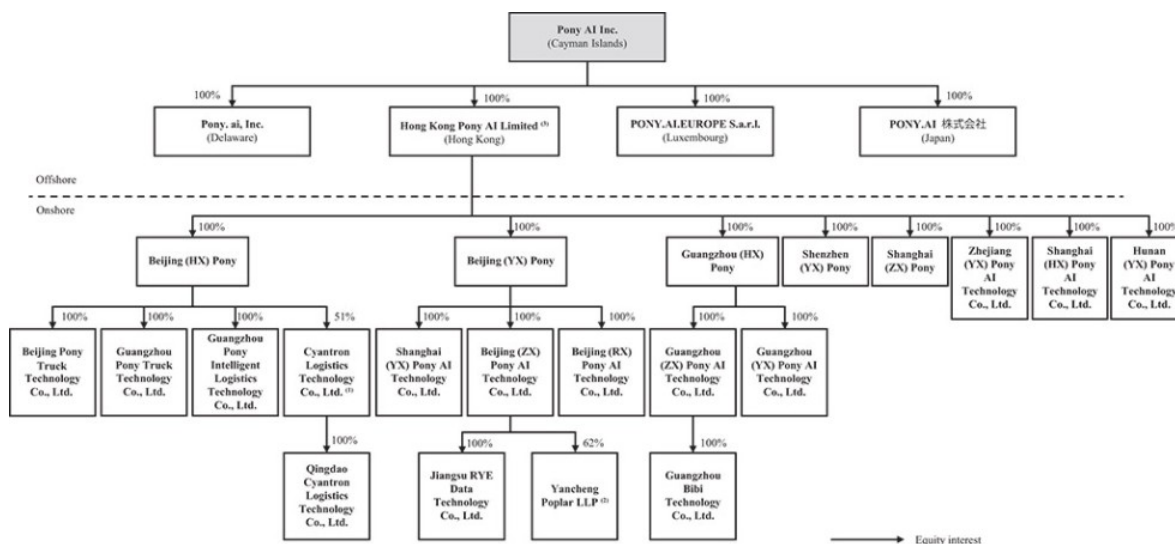 Pony AI Inc.
(Cayman Islands)
100%
100%
100%
100%
Pony. ai, Inc.
(Delaware)
Hong Kong Pony AI Limited (3)
(Hong Kong)
PONY.AI.EUROPE S.a.r.l.
(Luxembourg)
PONY.AI 株式会社
(Japan)
Offshore
Onshore
100%
100%
100%
100%
100%
100%
100%
100%
Beijing (HX) Pony
Beijing (YX) Pony
Guangzhou (HX)
Pony
Shenzhen
(YX) Pony
Shanghai
(ZX) Pony
Zhejiang
(YX) Pony
AI
Technology
Co., Ltd.
Shanghai
(HX) Pony
AI
Technology
Co., Ltd.
Hunan
(YX) Pony
AI
Technology
Co., Ltd.
100%
100%
100%
51%
100%
100%
100%
100%
100%
Beijing Pony
Truck
Technology
Co., Ltd.
Guangzhou
Pony Truck
Technology
Co., Ltd.
Guangzhou
Pony
Intelligent
Logistics
Technology
Co., Ltd.
Cyantron
Logistics
Technology
Co., Ltd. (1)
Shanghai
(YX) Pony AI
Technology
Co., Ltd.
Beijing (ZX)
Pony AI
Technology
Co., Ltd.
Beijing (RX)
Pony AI
Technology
Co., Ltd.
Guangzhou
(ZX) Pony AI
Technology
Co., Ltd.
Guangzhou
(YX) Pony AI
Technology
Co., Ltd.
100%
100%
62%
100%
Qingdao
Cyantron
Logistics
Technology
Co., Ltd.
Jiangsu RYE
Data
Technology
Co., Ltd.
Yancheng
Poplar LLP (2)
Guangzhou
Bibi
Technology
Co., Ltd.
Equity interest